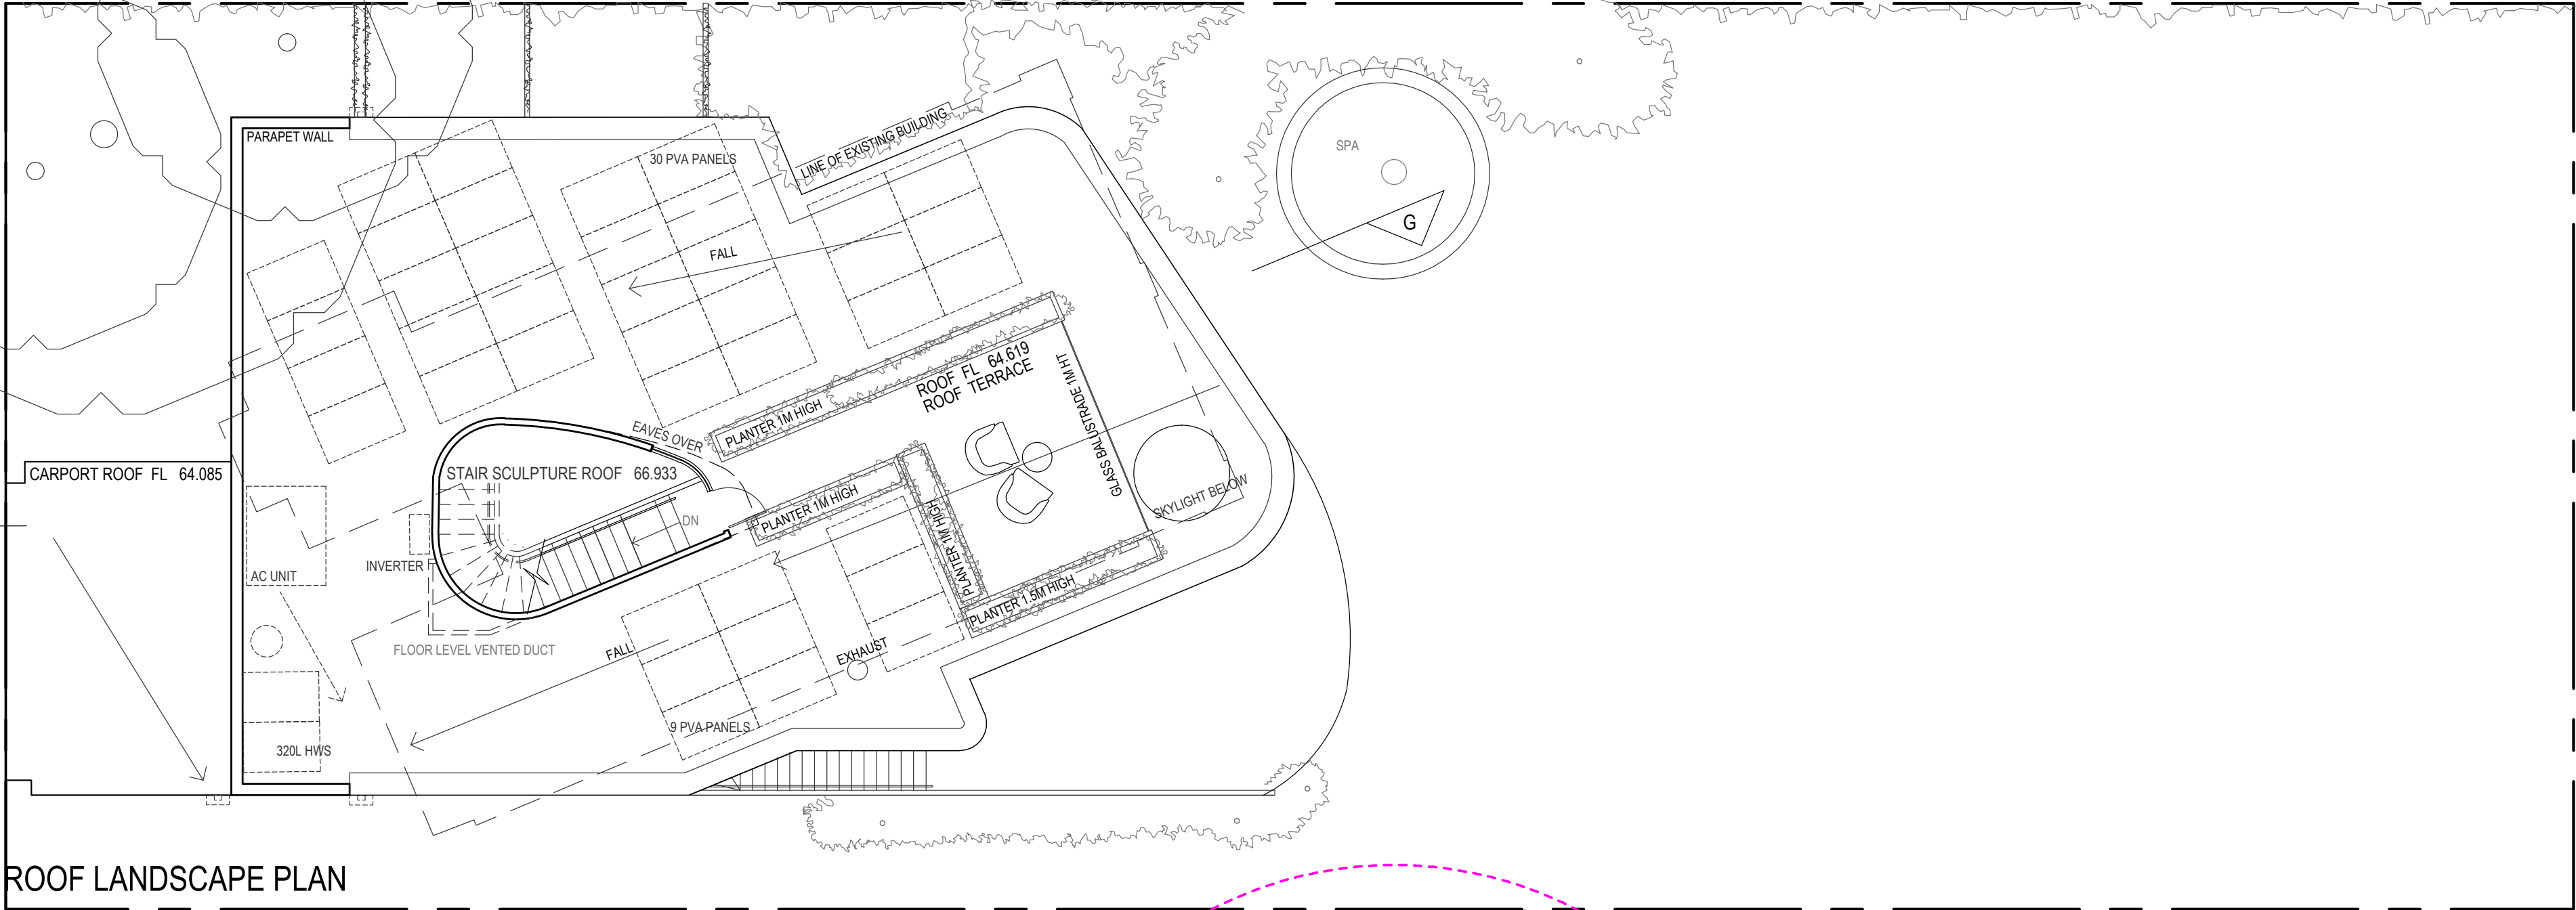 PARAPET WALL
30 PVA PANELS
LINE OF EXISTING BUILDING
SPA
G
FALL
ROOF FL 64.619
ROOF TERRACE
GLASS BALUSTRADE 1M HT
PLANTER 1M HIGH
EAVES OVER
STAIR SCULPTURE ROOF 66.933
CARPORT ROOF FL 64.085
PLANTER 1M HIGH
DN
PLANTER 1M HIGH
SKYLIGHT BELOW
INVERTER
AC UNIT
PLANTER 1.5M HIGH
FLOOR LEVEL VENTED DUCT
FALL
EXHAUST
9 PVA PANELS
320L HWS
ROOF LANDSCAPE PLAN